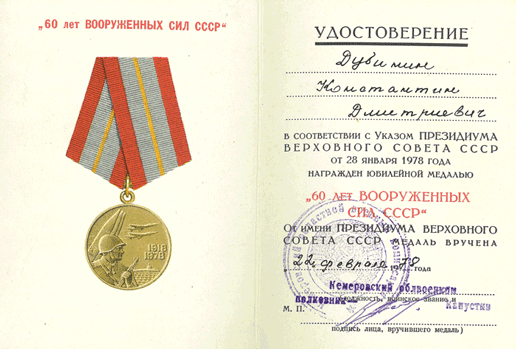 „60 лет ВООРУЖЕННЫХ СИЛ СССР“
1918
1978
УДОСТОВЕРЕНИЕ
Дубинин
Константин
Дмитриевич
В СООТВЕТСТВИИ С УКАЗОМ ПРЕЗИДИУМА
ВЕРХОВНОГО СОВЕТА СССР
ОТ 28 ЯНВАРЯ 1978 ГОДА
НАГРАЖДЕН ЮБИЛЕЙНОЙ МЕДАЛЬЮ
„60 ЛЕТ ВООРУЖЕННЫХ
СИЛ СССР“
ОТ ИМЕНИ ПРЕЗИДИУМА ВЕРХОВНОГО
СОВЕТА СССР МЕДАЛЬ ВРУЧЕНА
22 февраля 1979 года
Кемеровский облвоенком
полковник
должность, воинское звание и
Капустин
М. П.
подпись лица, вручившего медаль)